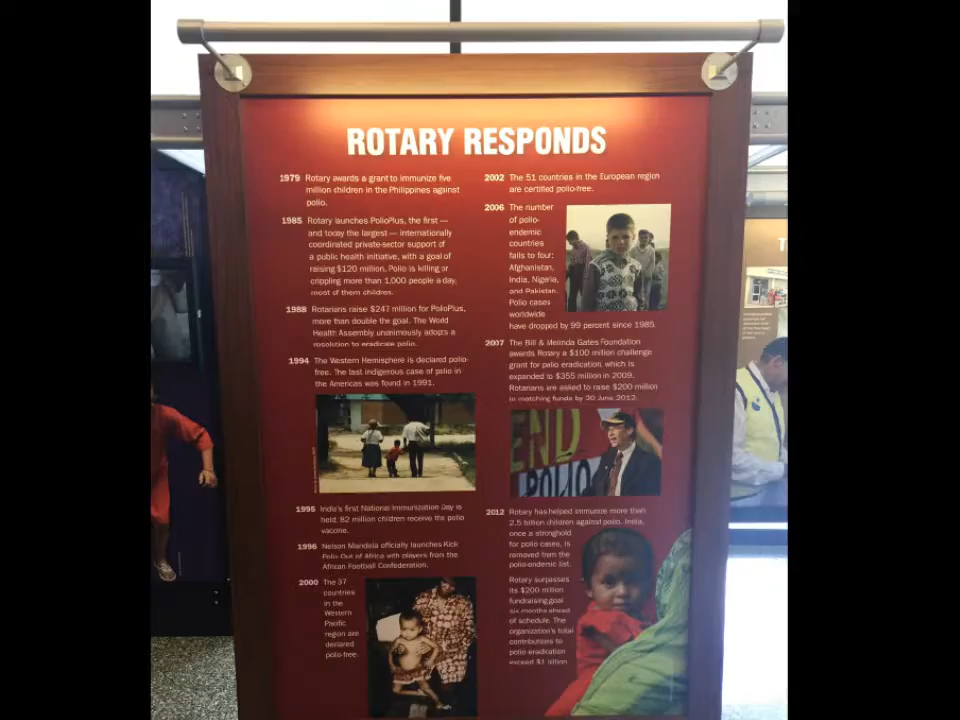 ROTARY RESPONDS
1979 Rotary awards a grant to immunize five
million children in the Philippines against
polio.
1985 Rotary launches PolioPlus, the first —
and today the largest — internationally
coordinated private-sector support of
a public health initiative, with a goal of
raising $120 million. Polio is killing or
crippling more than 1,000 people a day,
most of them children.
1988 Rotarians raise $247 million for PolioPlus,
more than double the goal. The World
Health Assembly unanimously adopts a
resolution to eradicate polio.
1994 The Western Hemisphere is declared polio-
free. The last indigenous case of polio in
the Americas was found in 1991.
1995 India's first National Immunization Day is
held. 82 million children receive the polio
vaccine.
1996 Nelson Mandela officially launches Kick
Polio Out of Africa with players from the
African Football Confederation.
2000 The 37
countries
in the
Western
Pacific
region are
declared
polio-free.
2002 The 51 countries in the European region
are certified polio-free.
2006 The number
of polio-
endemic
countries
falls to four:
Afghanistan,
India, Nigeria,
and Pakistan.
Polio cases
worldwide
have dropped by 99 percent since 1985.
2007 The Bill & Melinda Gates Foundation
awards Rotary a $100 million challenge
grant for polio eradication, which is
expanded to $355 million in 2009.
Rotarians are asked to raise $200 million
in matching funds by 30 June 2012.
END
POLIO
2012 Rotary has helped immunize more than
2.5 billion children against polio. India,
once a stronghold
for polio cases, is
removed from the
polio-endemic list.
Rotary surpasses
its $200 million
fundraising goal
six months ahead
of schedule. The
organization's total
contributions to
polio eradication
exceed $1 billion.
T